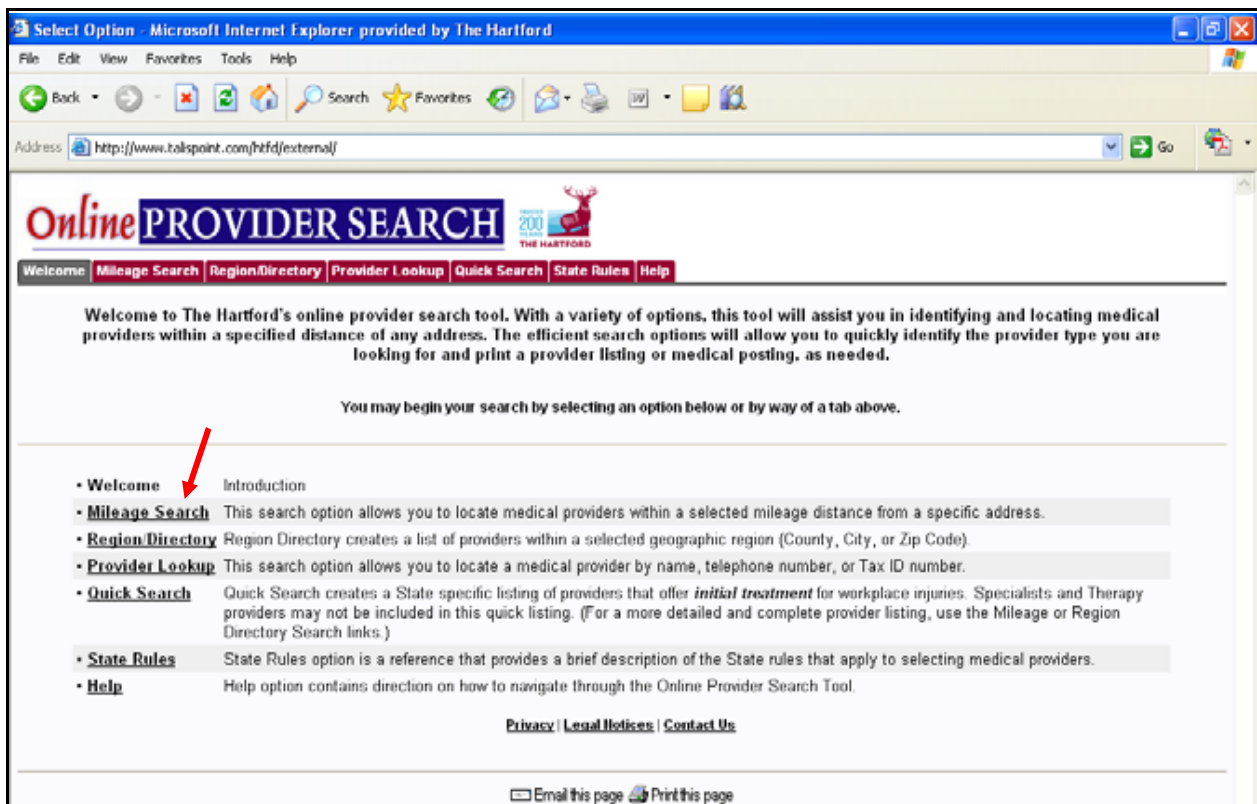 Select Option - Microsoft Internet Explorer provided by The Hartford
File Edit View Favorites Tools Help
Back Search Favorites
Address http://www.talispoint.com/htfd/external/ Go
Online PROVIDER SEARCH
TRUSTED 200 YEARS
THE HARTFORD
Welcome Mileage Search Region/Directory Provider Lookup Quick Search State Rules Help
Welcome to The Hartford's online provider search tool. With a variety of options, this tool will assist you in identifying and locating medical
providers within a specified distance of any address. The efficient search options will allow you to quickly identify the provider type you are
looking for and print a provider listing or medical posting, as needed.
You may begin your search by selecting an option below or by way of a tab above.
• Welcome Introduction
• Mileage Search This search option allows you to locate medical providers within a selected mileage distance from a specific address.
• Region/Directory Region Directory creates a list of providers within a selected geographic region (County, City, or Zip Code).
• Provider Lookup This search option allows you to locate a medical provider by name, telephone number, or Tax ID number.
• Quick Search Quick Search creates a State specific listing of providers that offer initial treatment for workplace injuries. Specialists and Therapy
providers may not be included in this quick listing. (For a more detailed and complete provider listing, use the Mileage or Region
Directory Search links.)
• State Rules State Rules option is a reference that provides a brief description of the State rules that apply to selecting medical providers.
• Help Help option contains direction on how to navigate through the Online Provider Search Tool.
Privacy | Legal Notices | Contact Us
Email this page Print this page